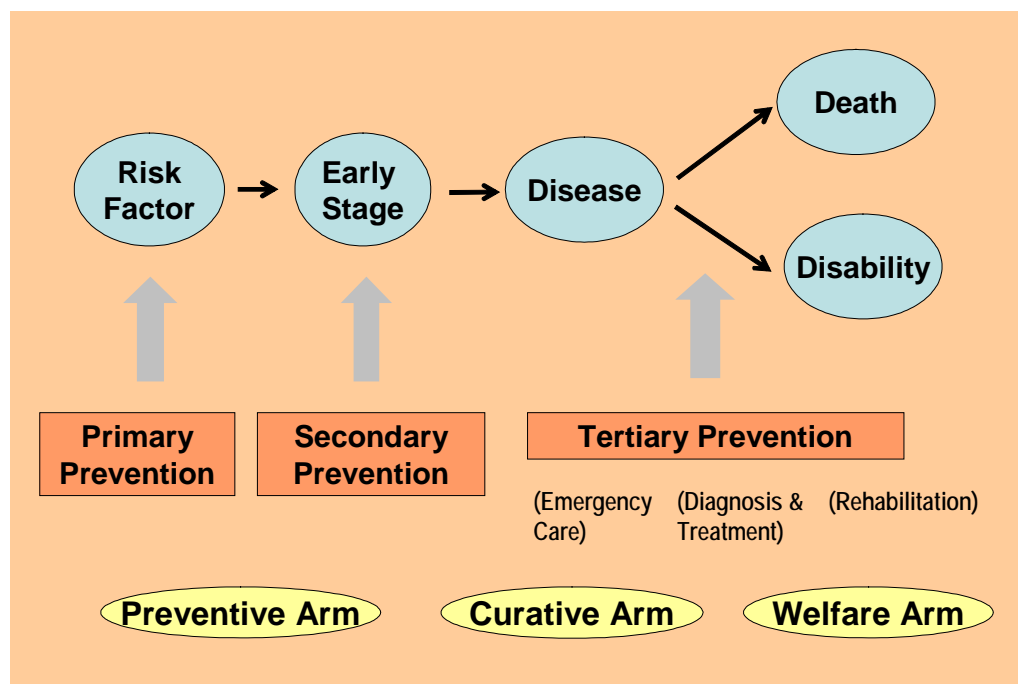 Death
Risk
Factor
Early
Stage
Disease
Disability
Primary
Prevention
Secondary
Prevention
Tertiary Prevention
(Emergency
Care)
(Diagnosis &
Treatment)
(Rehabilitation)
Preventive Arm
Curative Arm
Welfare Arm